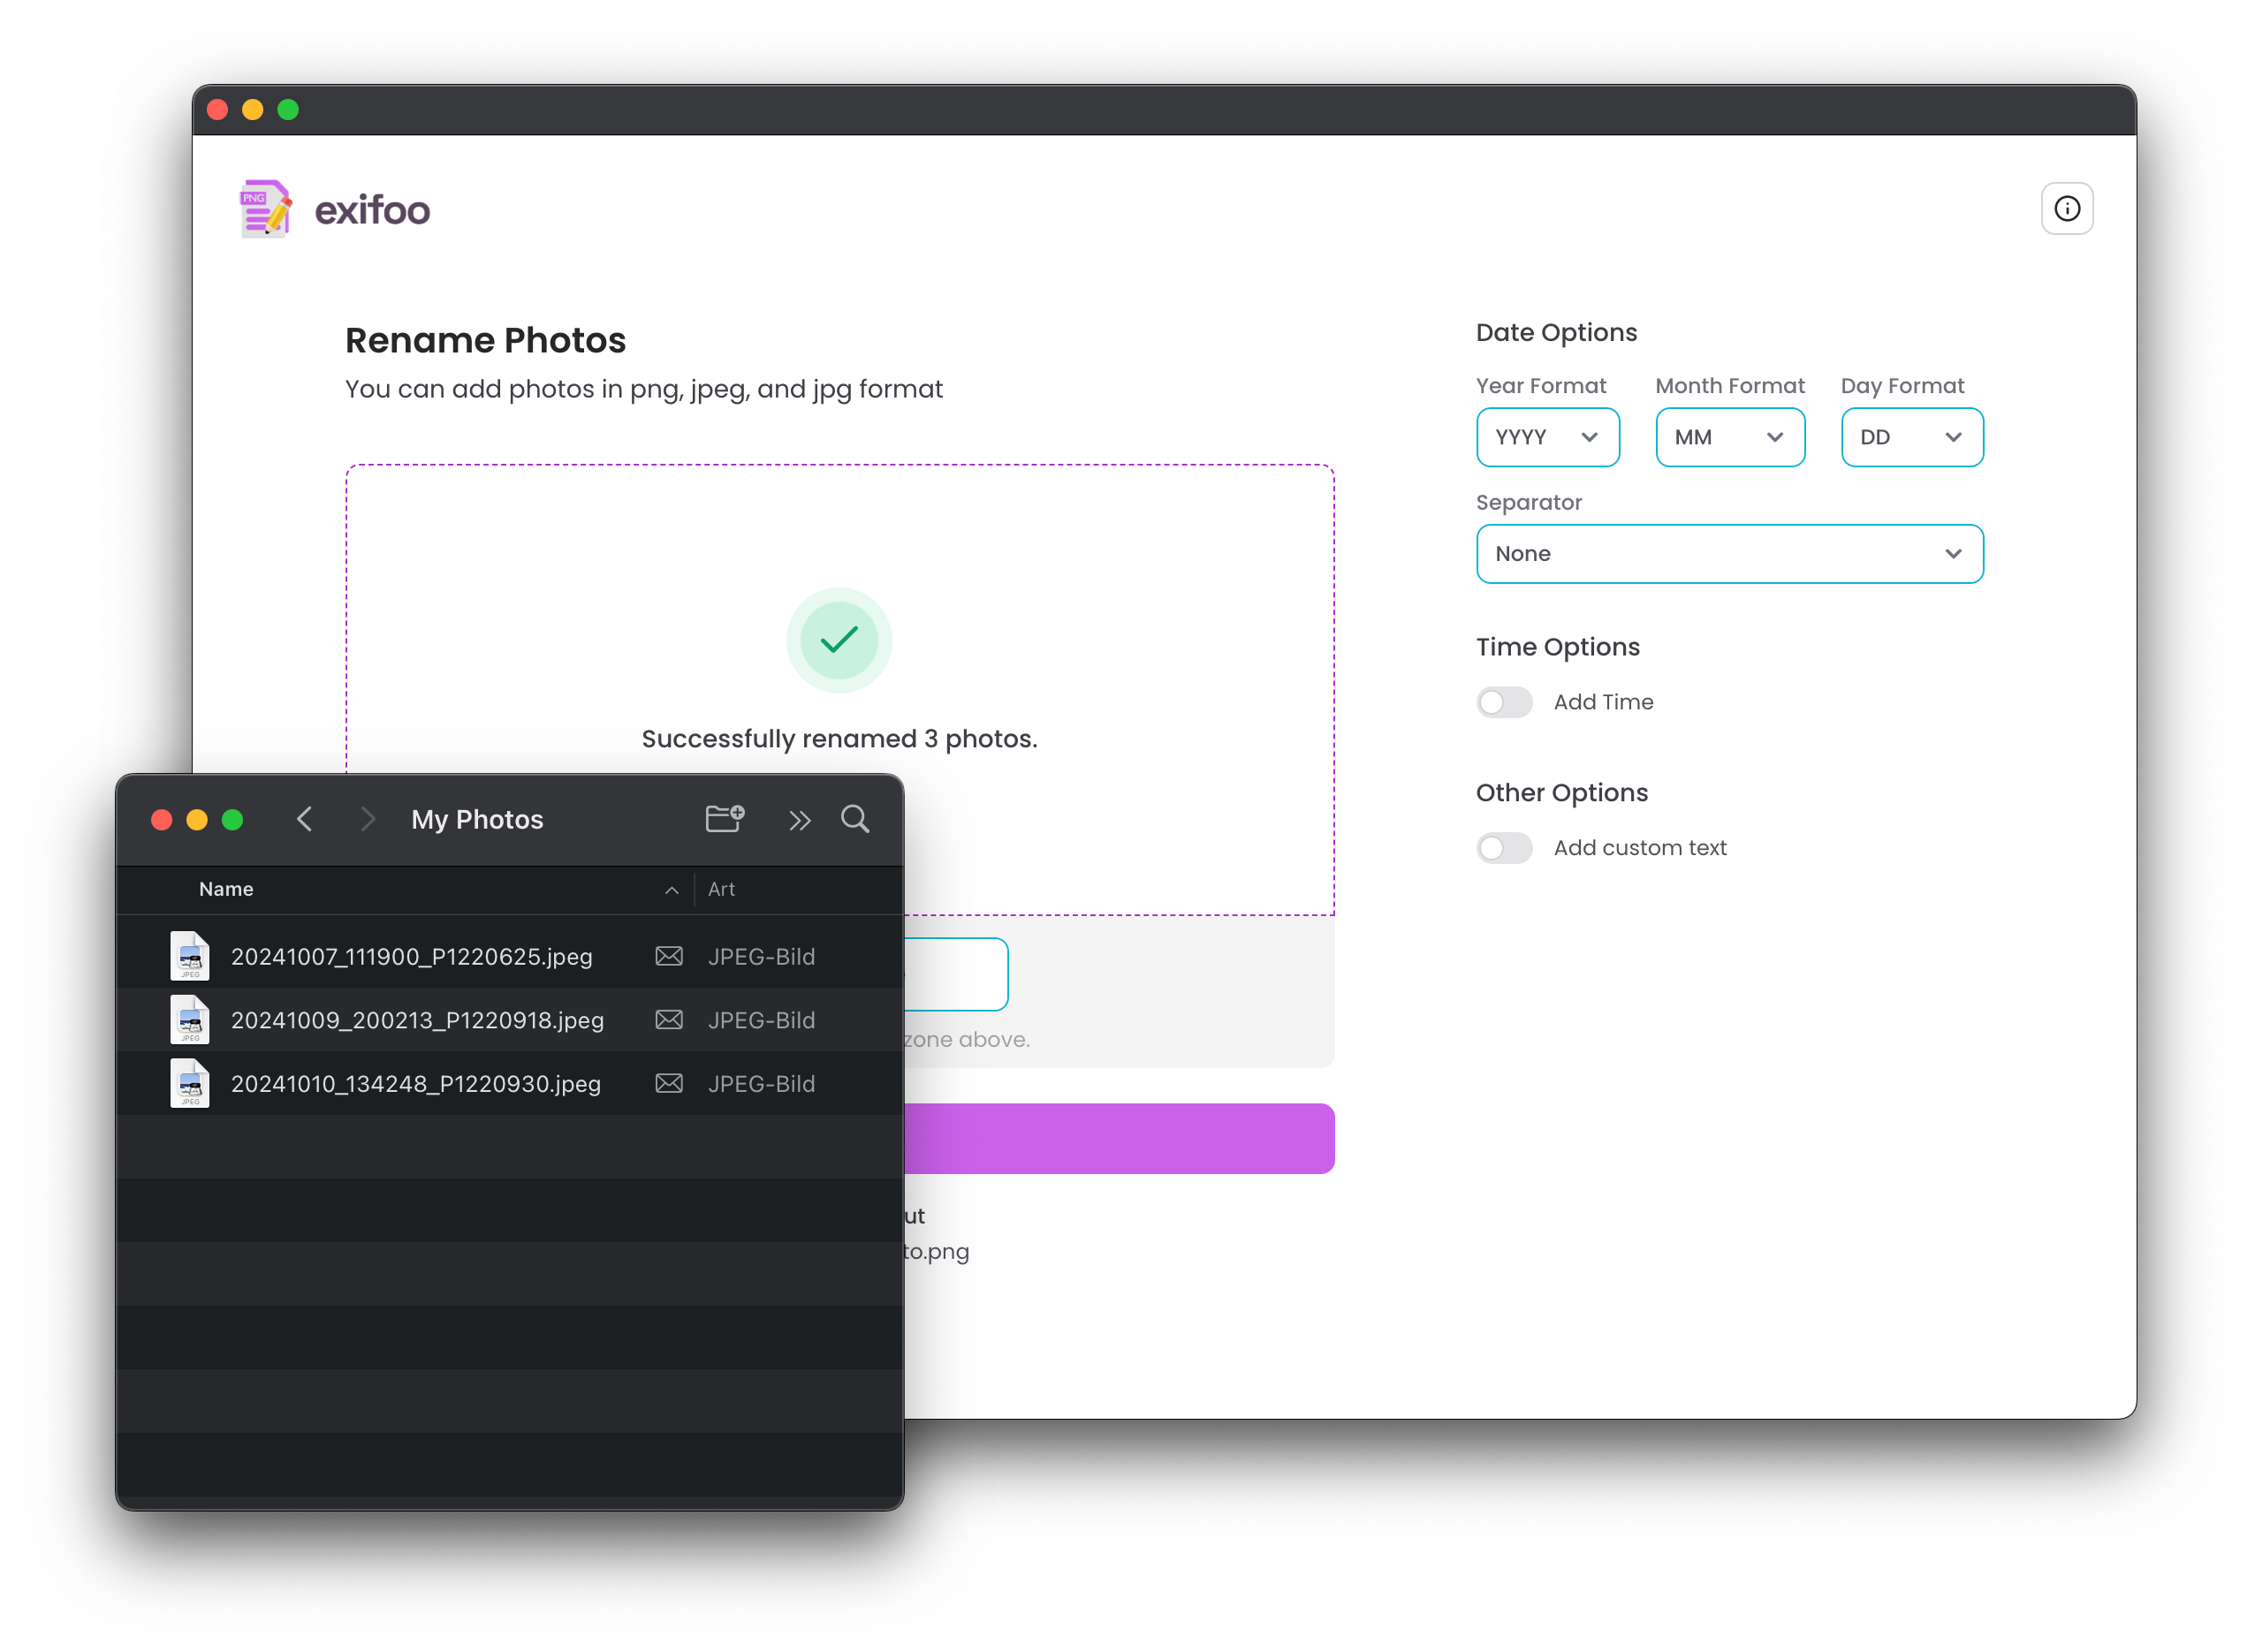 PNG
exifoo
Rename Photos
You can add photos in png, jpeg, and jpg format
Successfully renamed 3 photos.
zone above.
ut
to.png
Date Options
Year Format Month Format Day Format
YYYY MM DD
Separator
None
Time Options
Add Time
Other Options
Add custom text
My Photos
Name Art
JPEG
20241007_111900_P1220625.jpeg JPEG-Bild
JPEG
20241009_200213_P1220918.jpeg JPEG-Bild
JPEG
20241010_134248_P1220930.jpeg JPEG-Bild